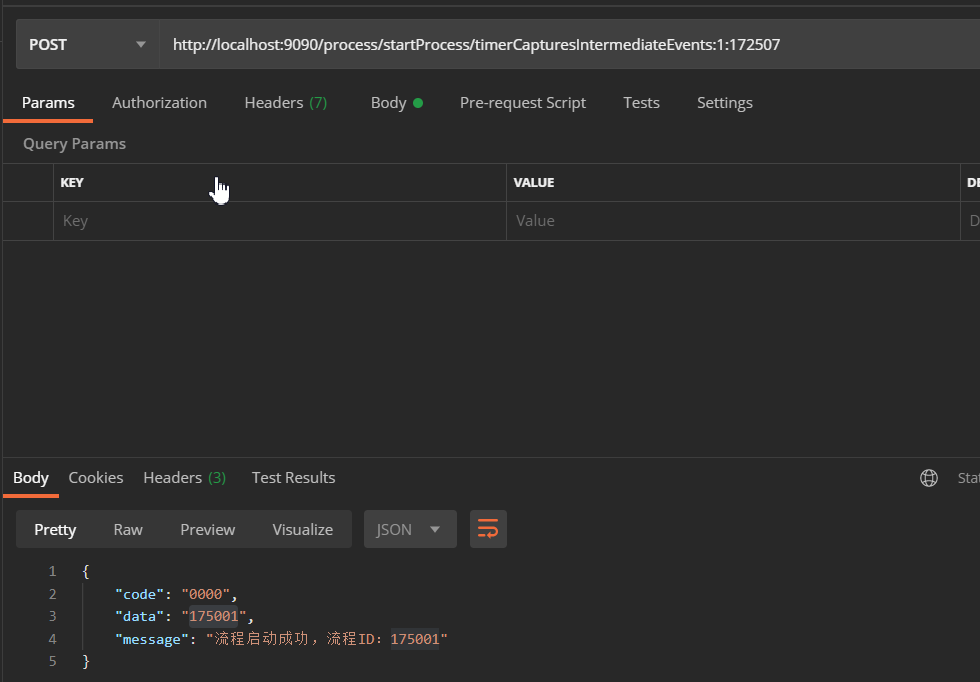 POST http://localhost:9090/process/startProcess/timerCapturesIntermediateEvents:1:172507
Params Authorization Headers (7) Body Pre-request Script Tests Settings
Query Params
KEY VALUE DE
Key Value D
Body Cookies Headers (3) Test Results Stat
Pretty Raw Preview Visualize JSON
1 {
2 "code": "0000",
3 "data": "175001",
4 "message": "流程启动成功，流程ID：175001"
5 }